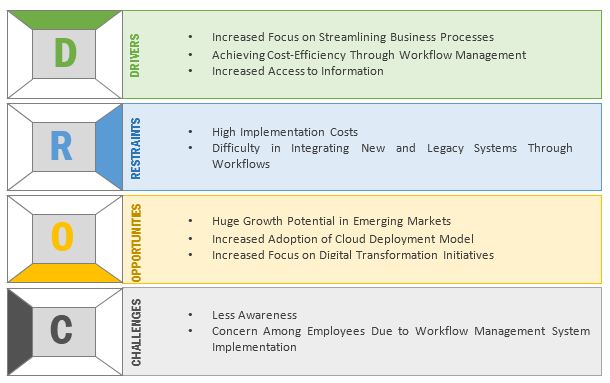 D
DRIVERS
• Increased Focus on Streamlining Business Processes
• Achieving Cost-Efficiency Through Workflow Management
• Increased Access to Information
R
RESTRAINTS
• High Implementation Costs
• Difficulty in Integrating New and Legacy Systems Through
Workflows
O
OPPORTUNITIES
• Huge Growth Potential in Emerging Markets
• Increased Adoption of Cloud Deployment Model
• Increased Focus on Digital Transformation Initiatives
C
CHALLENGES
• Less Awareness
• Concern Among Employees Due to Workflow Management System
Implementation